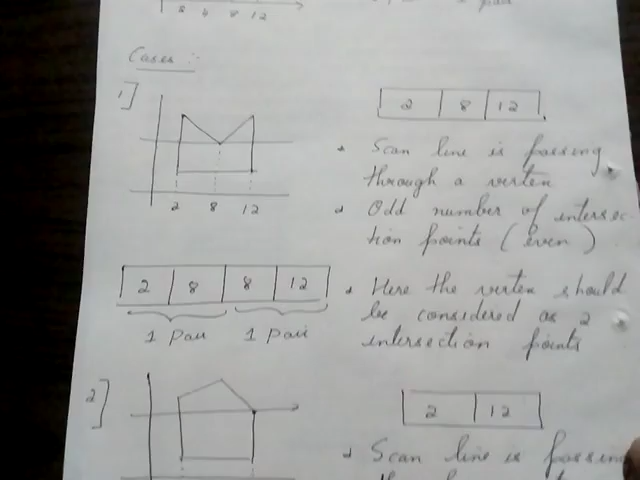 8 12
Cases :-
1]
2 8 12
2 8 12
• Scan line is passing
through a vertex
• Odd number of intersec-
tion points (even)
2 8 8 12
1 Pair 1 Pair
• Here the vertex should
be considered as 2
intersection points
2]
2 12
• Scan line is passing